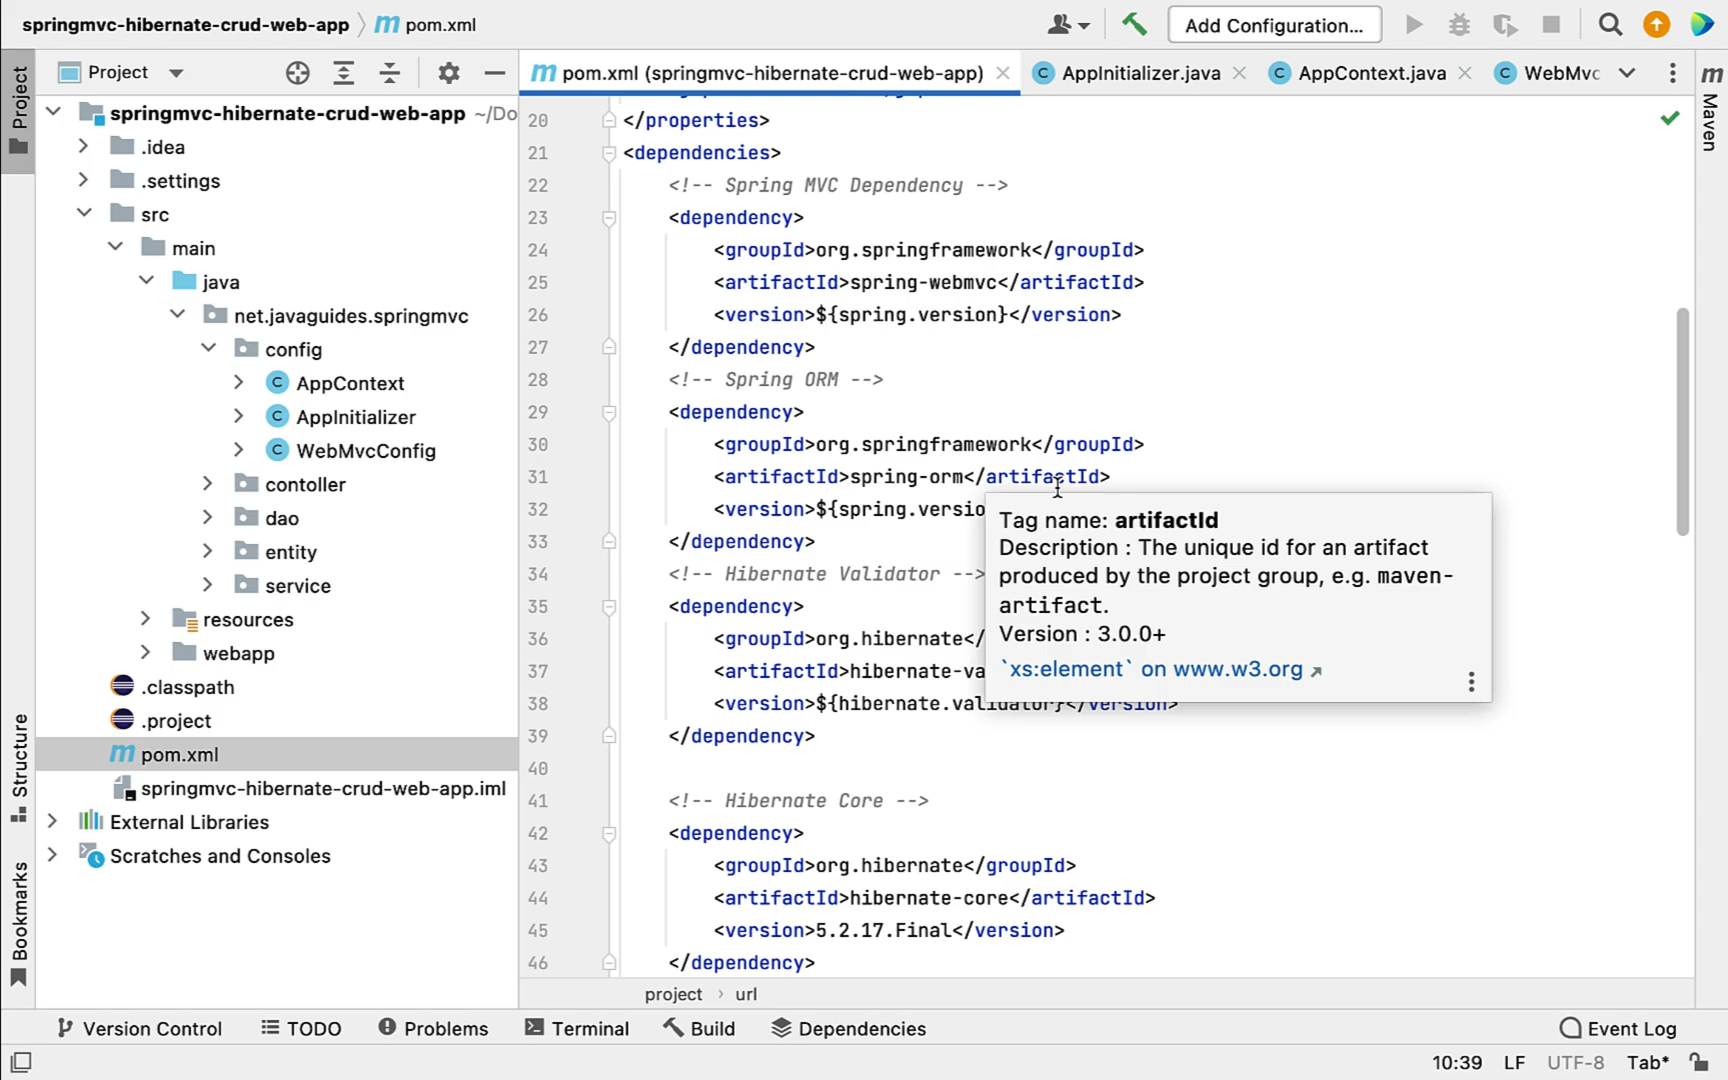 springmvc-hibernate-crud-web-app
pom.xml
Add Configuration...
Project
Project
pom.xml (springmvc-hibernate-crud-web-app)
AppInitializer.java
AppContext.java
WebMvc
Maven
springmvc-hibernate-crud-web-app ~/Do
.idea
.settings
src
main
java
net.javaguides.springmvc
config
AppContext
AppInitializer
WebMvcConfig
contoller
dao
entity
service
resources
webapp
.classpath
.project
pom.xml
springmvc-hibernate-crud-web-app.iml
External Libraries
Scratches and Consoles
Structure
Bookmarks
20 </properties>
21 <dependencies>
22 <!-- Spring MVC Dependency -->
23 <dependency>
24 <groupId>org.springframework</groupId>
25 <artifactId>spring-webmvc</artifactId>
26 <version>${spring.version}</version>
27 </dependency>
28 <!-- Spring ORM -->
29 <dependency>
30 <groupId>org.springframework</groupId>
31 <artifactId>spring-orm</artifactId>
32 <version>${spring.versio
33 </dependency>
34 <!-- Hibernate Validator -->
35 <dependency>
36 <groupId>org.hibernate</
37 <artifactId>hibernate-va
38 <version>${hibernate.validator}</version>
39 </dependency>
40
41 <!-- Hibernate Core -->
42 <dependency>
43 <groupId>org.hibernate</groupId>
44 <artifactId>hibernate-core</artifactId>
45 <version>5.2.17.Final</version>
46 </dependency>
Tag name: artifactId
Description : The unique id for an artifact
produced by the project group, e.g. maven-
artifact.
Version : 3.0.0+
`xs:element` on www.w3.org
project › url
Version Control
TODO
Problems
Terminal
Build
Dependencies
Event Log
10:39 LF UTF-8 Tab*